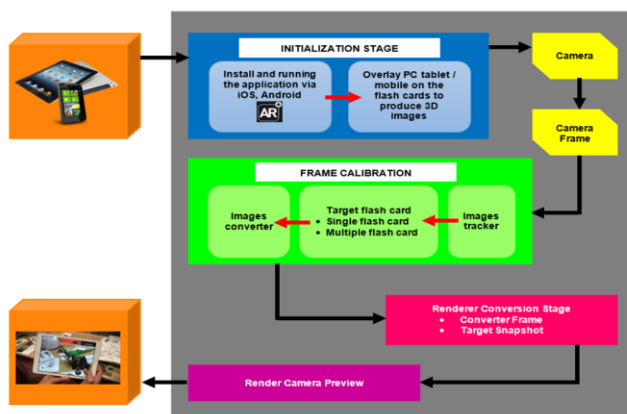 INITIALIZATION STAGE
Install and running
the application via
iOS, Android
AR
Overlay PC tablet /
mobile on the
flash cards to
produce 3D
images
Camera
Camera
Frame
FRAME CALIBRATION
Images
converter
Target flash card
• Single flash card
• Multiple flash card
Images
tracker
Renderer Conversion Stage
• Converter Frame
• Target Snapshot
Render Camera Preview